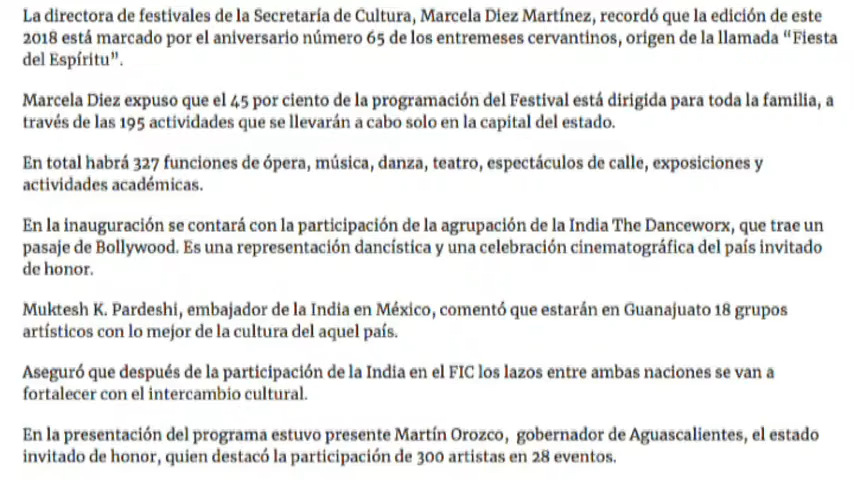 La directora de festivales de la Secretaría de Cultura, Marcela Diez Martínez, recordó que la edición de este
2018 está marcado por el aniversario número 65 de los entremeses cervantinos, origen de la llamada “Fiesta
del Espíritu”.
Marcela Diez expuso que el 45 por ciento de la programación del Festival está dirigida para toda la familia, a
través de las 195 actividades que se llevarán a cabo solo en la capital del estado.
En total habrá 327 funciones de ópera, música, danza, teatro, espectáculos de calle, exposiciones y
actividades académicas.
En la inauguración se contará con la participación de la agrupación de la India The Danceworx, que trae un
pasaje de Bollywood. Es una representación dancística y una celebración cinematográfica del país invitado
de honor.
Muktesh K. Pardeshi, embajador de la India en México, comentó que estarán en Guanajuato 18 grupos
artísticos con lo mejor de la cultura del aquel país.
Aseguró que después de la participación de la India en el FIC los lazos entre ambas naciones se van a
fortalecer con el intercambio cultural.
En la presentación del programa estuvo presente Martín Orozco, gobernador de Aguascalientes, el estado
invitado de honor, quien destacó la participación de 300 artistas en 28 eventos.